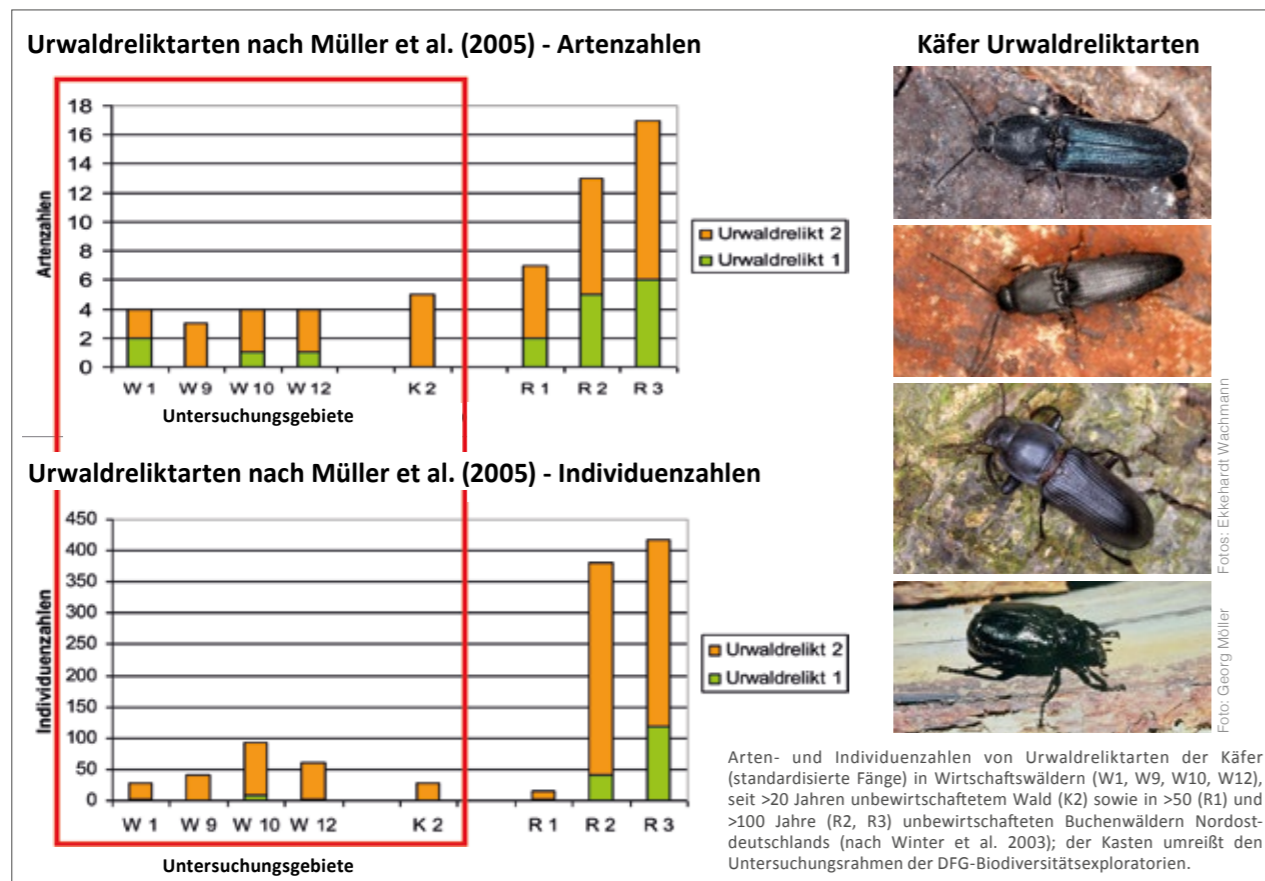 Urwaldreliktarten nach Müller et al. (2005) - Artenzahlen
Artenzahlen
18
16
14
12
10
8
6
4
2
0
W 1 W 9 W 10 W 12 K 2 R 1 R 2 R 3
Untersuchungsgebiete
Urwaldrelikt 2
Urwaldrelikt 1
Urwaldreliktarten nach Müller et al. (2005) - Individuenzahlen
Individuenzahlen
450
400
350
300
250
200
150
100
50
0
W 1 W 9 W 10 W 12 K 2 R 1 R 2 R 3
Untersuchungsgebiete
Urwaldrelikt 2
Urwaldrelikt 1
Käfer Urwaldreliktarten
Fotos: Ekkehardt Wachmann
Foto: Georg Möller
Arten- und Individuenzahlen von Urwaldreliktarten der Käfer
(standardisierte Fänge) in Wirtschaftswäldern (W1, W9, W10, W12),
seit >20 Jahren unbewirtschaftetem Wald (K2) sowie in >50 (R1) und
>100 Jahre (R2, R3) unbewirtschafteten Buchenwäldern Nordost-
deutschlands (nach Winter et al. 2003); der Kasten umreißt den
Untersuchungsrahmen der DFG-Biodiversitätsexploratorien.